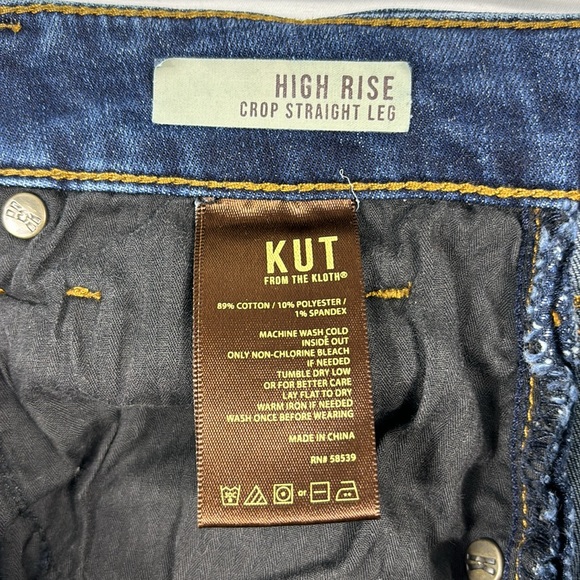 HIGH RISE
CROP STRAIGHT LEG
KUT
FROM THE KLOTH®
89% COTTON / 10% POLYESTER /
1% SPANDEX
MACHINE WASH COLD
INSIDE OUT
ONLY NON-CHLORINE BLEACH
IF NEEDED
TUMBLE DRY LOW
OR FOR BETTER CARE
LAY FLAT TO DRY
WARM IRON IF NEEDED
WASH ONCE BEFORE WEARING
MADE IN CHINA
RN# 58539
30C or